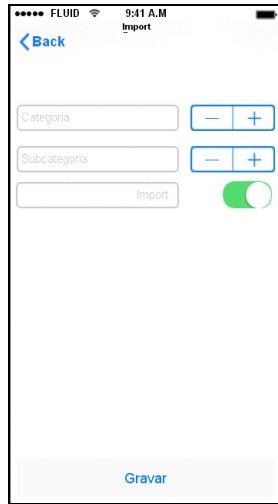 FLUID 9:41 A.M
Import
Back
Categoria
Subcategoria
Import
Gravar